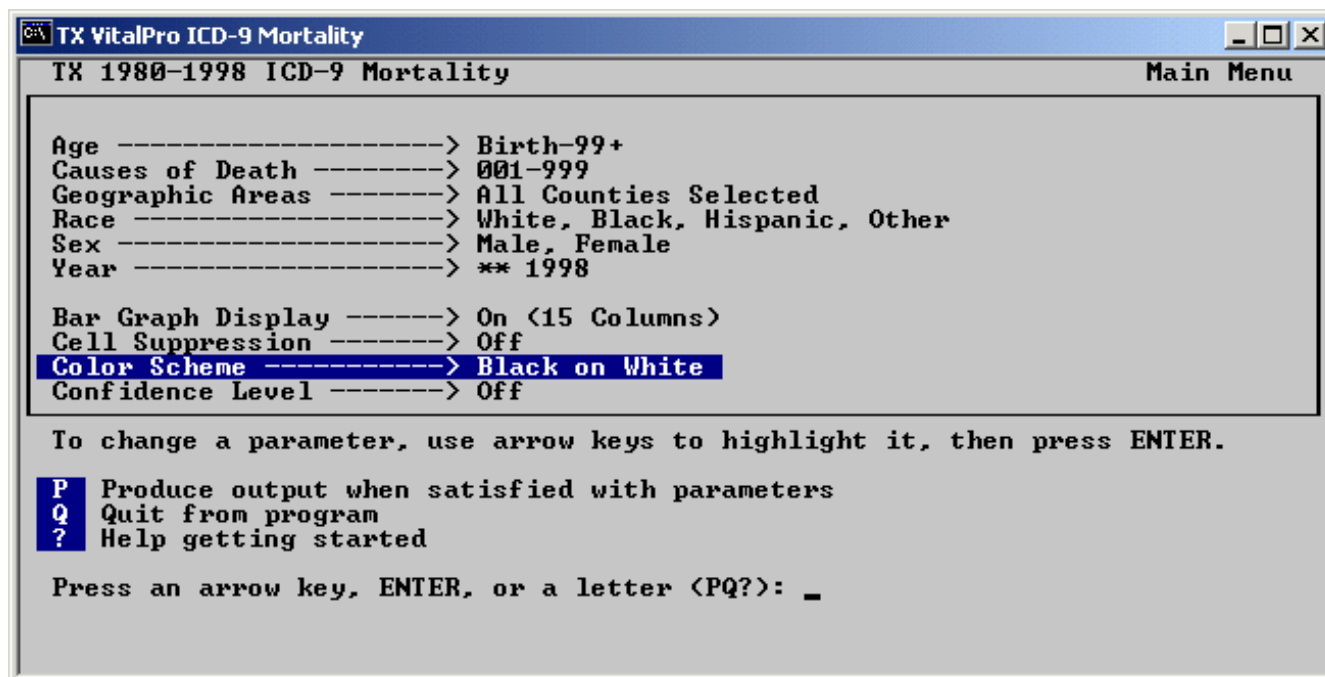 TX VitalPro ICD-9 Mortality
TX 1980-1998 ICD-9 Mortality Main Menu
Age --------------------> Birth-99+
Causes of Death --------> 001-999
Geographic Areas -------> All Counties Selected
Race -------------------> White, Black, Hispanic, Other
Sex --------------------> Male, Female
Year -------------------> ** 1998
Bar Graph Display ------> On (15 Columns)
Cell Suppression -------> Off
Color Scheme -----------> Black on White
Confidence Level -------> Off
To change a parameter, use arrow keys to highlight it, then press ENTER.
P Produce output when satisfied with parameters
Q Quit from program
? Help getting started
Press an arrow key, ENTER, or a letter (PQ?): _